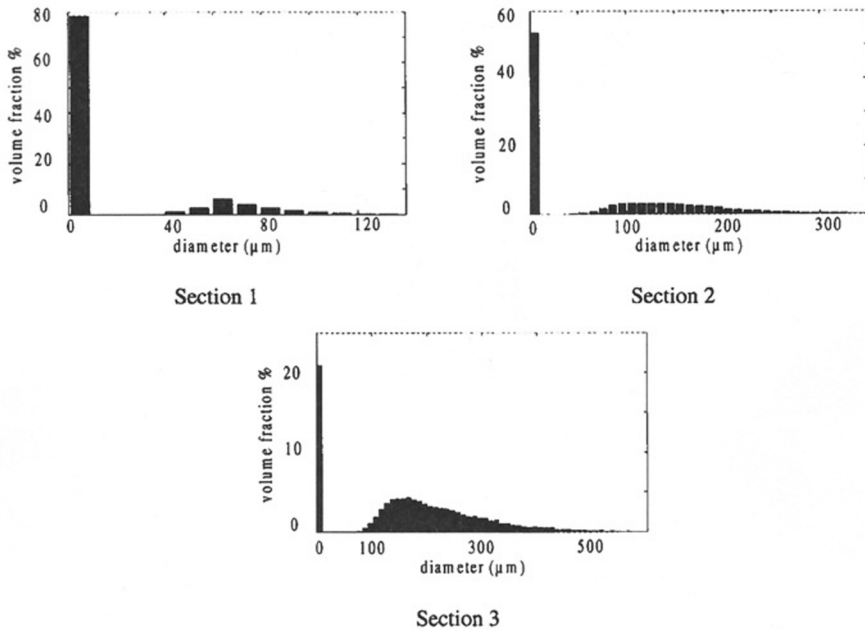 80
60
40
20
0
volume fraction %
0 40 80 120
diameter (µm)
Section 1
60
40
20
0
volume fraction %
0 100 200 300
diameter (µm)
Section 2
20
10
0
volume fraction %
0 100 300 500
diameter (µm)
Section 3